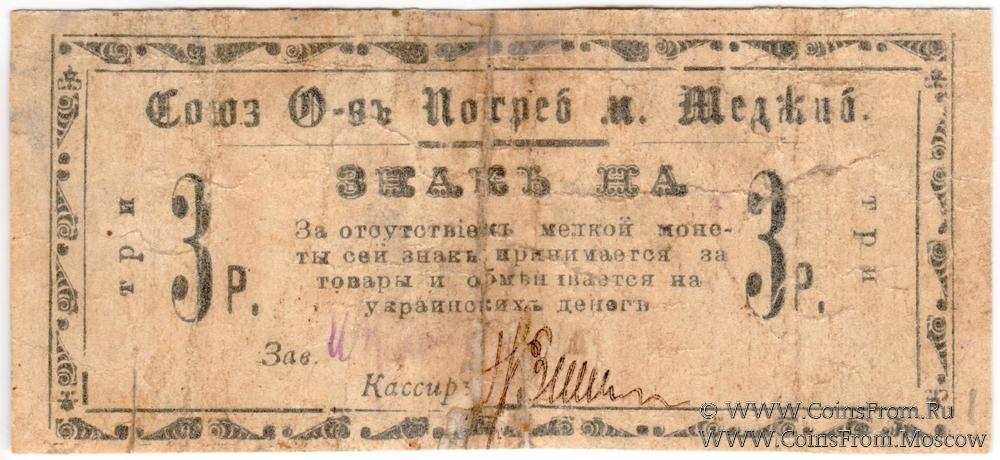 Союз О-въ Потреб м. Меджиб.
ЗНАКЪ НА
три
3 Р.
За отсутствіемъ мелкой моне-
ты сей знакъ принимается за
товары и обмѣнивается на
украинскихъ денегъ
3 Р.
три
Зав.
Кассиръ
© www.CoinsFrom.Ru
www.CoinsFrom.Moscow